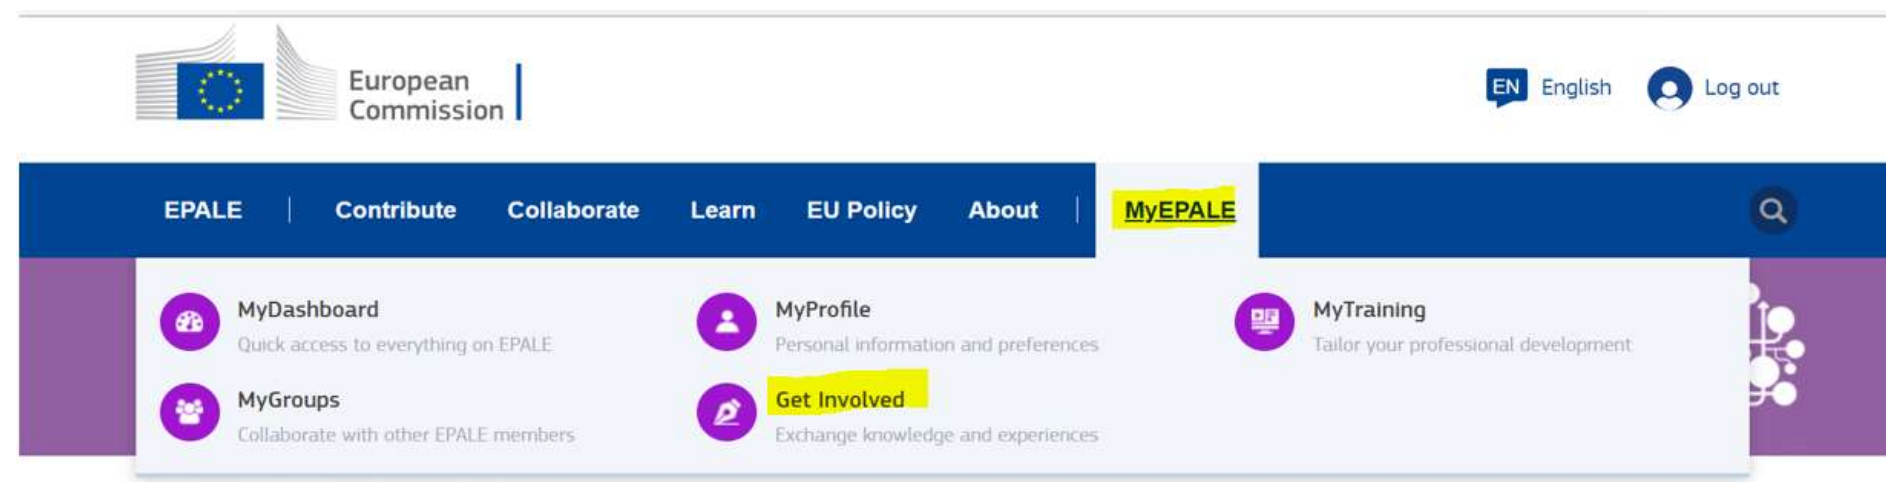 European
Commission
EN English Log out
EPALE Contribute Collaborate Learn EU Policy About MyEPALE
MyDashboard
Quick access to everything on EPALE
MyProfile
Personal information and preferences
MyTraining
Tailor your professional development
MyGroups
Collaborate with other EPALE members
Get Involved
Exchange knowledge and experiences